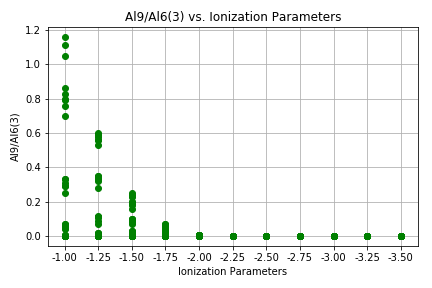 Al9/Al6(3) vs. Ionization Parameters
1.2
1.0
0.8
0.6
0.4
0.2
0.0
Al9/Al6(3)
-1.00 -1.25 -1.50 -1.75 -2.00 -2.25 -2.50 -2.75 -3.00 -3.25 -3.50
Ionization Parameters